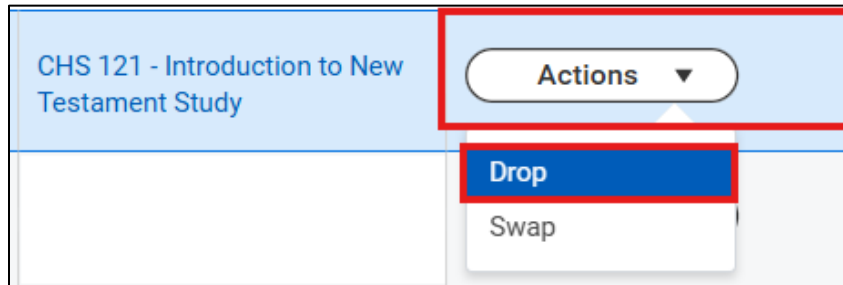 CHS 121 - Introduction to New
Testament Study
Actions
Drop
Swap